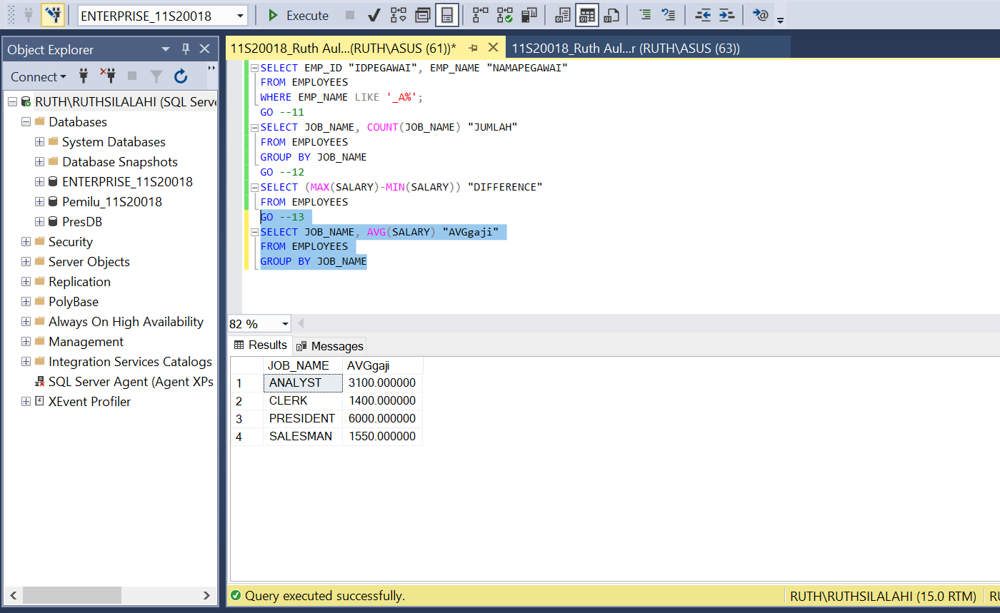 ENTERPRISE_11S20018 Execute
Object Explorer
Connect
RUTH\RUTHSILALAHI (SQL Serve
Databases
System Databases
Database Snapshots
ENTERPRISE_11S20018
Pemilu_11S20018
PresDB
Security
Server Objects
Replication
PolyBase
Always On High Availability
Management
Integration Services Catalogs
SQL Server Agent (Agent XPs
XEvent Profiler
11S20018_Ruth Aul...(RUTH\ASUS (61))* 11S20018_Ruth Aul...r (RUTH\ASUS (63))
SELECT EMP_ID "IDPEGAWAI", EMP_NAME "NAMAPEGAWAI"
FROM EMPLOYEES
WHERE EMP_NAME LIKE '_A%';
GO --11
SELECT JOB_NAME, COUNT(JOB_NAME) "JUMLAH"
FROM EMPLOYEES
GROUP BY JOB_NAME
GO --12
SELECT (MAX(SALARY)-MIN(SALARY)) "DIFFERENCE"
FROM EMPLOYEES
GO --13
SELECT JOB_NAME, AVG(SALARY) "AVGgaji"
FROM EMPLOYEES
GROUP BY JOB_NAME
82 %
Results Messages
JOB_NAME AVGgaji
1 ANALYST 3100.000000
2 CLERK 1400.000000
3 PRESIDENT 6000.000000
4 SALESMAN 1550.000000
Query executed successfully. RUTH\RUTHSILALAHI (15.0 RTM) RU